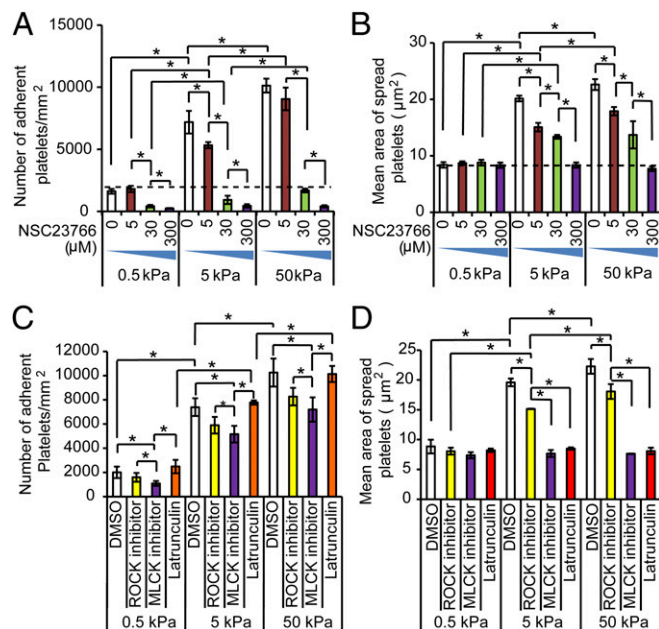 A
Number of adherent
platelets/mm²
15000
10000
5000
0
* * * * * * * * * * *
NSC23766
(µM)
0 5 30 300 0 5 30 300 0 5 30 300
0.5 kPa 5 kPa 50 kPa
B
Mean area of spread
platelets ( µm²)
30
20
10
0
* * * * * * * * *
NSC23766
(µM)
0 5 30 300 0 5 30 300 0 5 30 300
0.5 kPa 5 kPa 50 kPa
C
Number of adherent
Platelets/mm²
12000
10000
8000
6000
4000
2000
0
* * * * * * * * * * * * *
DMSO ROCK inhibitor MLCK inhibitor Latrunculin DMSO ROCK inhibitor MLCK inhibitor Latrunculin DMSO ROCK inhibitor MLCK inhibitor Latrunculin
0.5 kPa 5 kPa 50 kPa
D
Mean area of spread
platelets ( µm²)
25
20
15
10
5
0
* * * * * * * * * *
DMSO ROCK inhibitor MLCK inhibitor Latrunculin DMSO ROCK inhibitor MLCK inhibitor Latrunculin DMSO ROCK inhibitor MLCK inhibitor Latrunculin
0.5 kPa 5 kPa 50 kPa